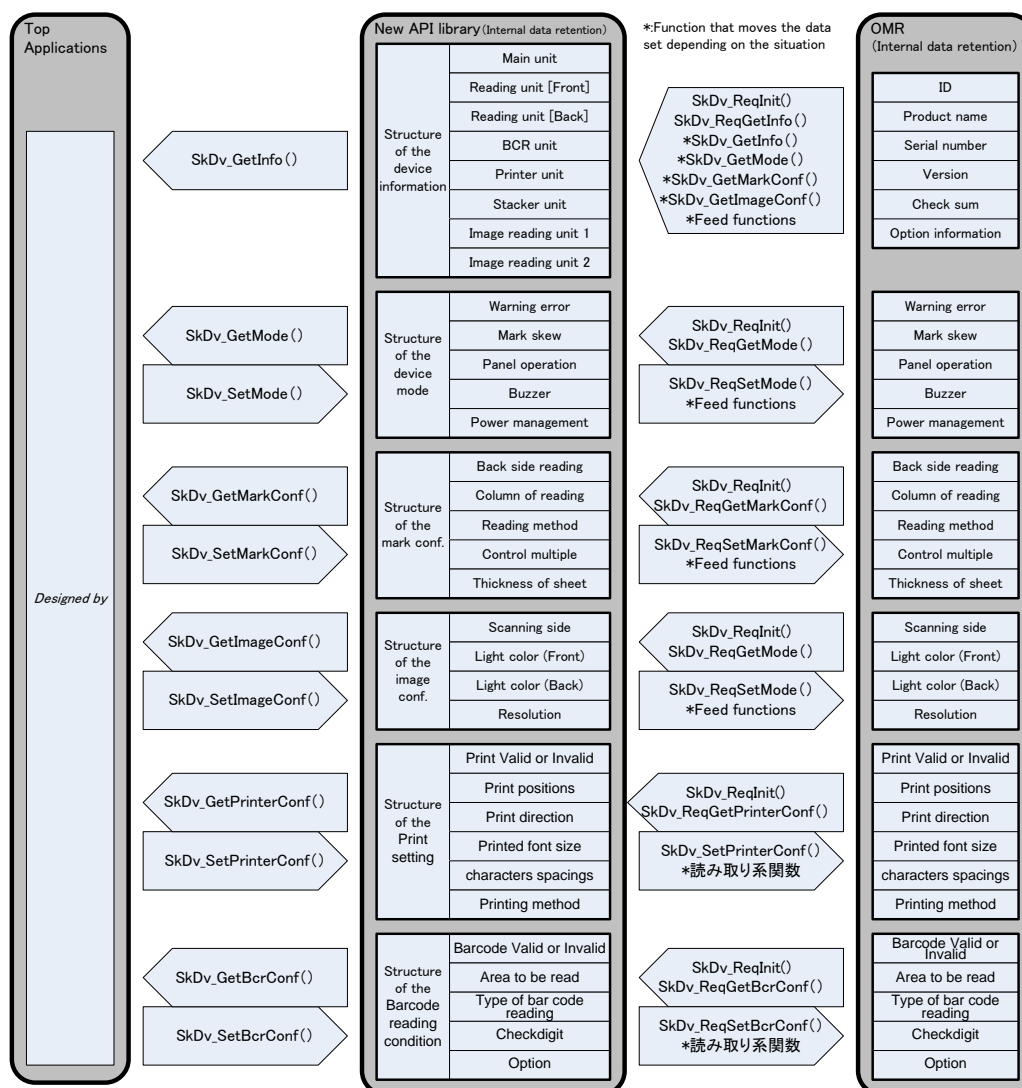 Top
Applications
New API library(Internal data retention)
*:Function that moves the data
set depending on the situation
OMR
(Internal data retention)
Designed by
SkDv_GetInfo()
Structure
of the
device
information
Main unit
Reading unit [Front]
Reading unit [Back]
BCR unit
Printer unit
Stacker unit
Image reading unit 1
Image reading unit 2
SkDv_ReqInit()
SkDv_ReqGetInfo()
*SkDv_GetInfo()
*SkDv_GetMode()
*SkDv_GetMarkConf()
*SkDv_GetImageConf()
*Feed functions
ID
Product name
Serial number
Version
Check sum
Option information
SkDv_GetMode()
SkDv_SetMode()
Structure
of the
device
mode
Warning error
Mark skew
Panel operation
Buzzer
Power management
SkDv_ReqInit()
SkDv_ReqGetMode()
SkDv_ReqSetMode()
*Feed functions
Warning error
Mark skew
Panel operation
Buzzer
Power management
SkDv_GetMarkConf()
SkDv_SetMarkConf()
Structure
of the
mark conf.
Back side reading
Column of reading
Reading method
Control multiple
Thickness of sheet
SkDv_ReqInit()
SkDv_ReqGetMarkConf()
SkDv_ReqSetMarkConf()
*Feed functions
Back side reading
Column of reading
Reading method
Control multiple
Thickness of sheet
SkDv_GetImageConf()
SkDv_SetImageConf()
Structure
of the
image
conf.
Scanning side
Light color (Front)
Light color (Back)
Resolution
SkDv_ReqInit()
SkDv_ReqGetMode()
SkDv_ReqSetMode()
*Feed functions
Scanning side
Light color (Front)
Light color (Back)
Resolution
SkDv_GetPrinterConf()
SkDv_SetPrinterConf()
Structure
of the
Print
setting
Print Valid or Invalid
Print positions
Print direction
Printed font size
characters spacings
Printing method
SkDv_ReqInit()
SkDv_ReqGetPrinterConf()
SkDv_SetPrinterConf()
*読み取り系関数
Print Valid or Invalid
Print positions
Print direction
Printed font size
characters spacings
Printing method
SkDv_GetBcrConf()
SkDv_SetBcrConf()
Structure
of the
Barcode
reading
condition
Barcode Valid or Invalid
Area to be read
Type of bar code
reading
Checkdigit
Option
SkDv_ReqInit()
SkDv_ReqGetBcrConf()
SkDv_ReqSetBcrConf()
*読み取り系関数
Barcode Valid or
Invalid
Area to be read
Type of bar code
reading
Checkdigit
Option